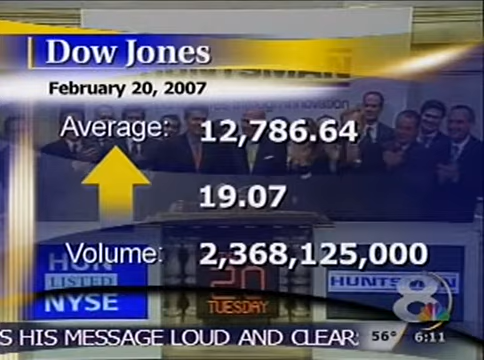 Dow Jones
HUNTSMAN
February 20, 2007
Average: 12,786.64
19.07
Volume: 2,368,125,000
HUN
LISTED
NYSE
20
TUESDAY
HUNTSMAN
8
S HIS MESSAGE LOUD AND CLEAR
56° 6:11